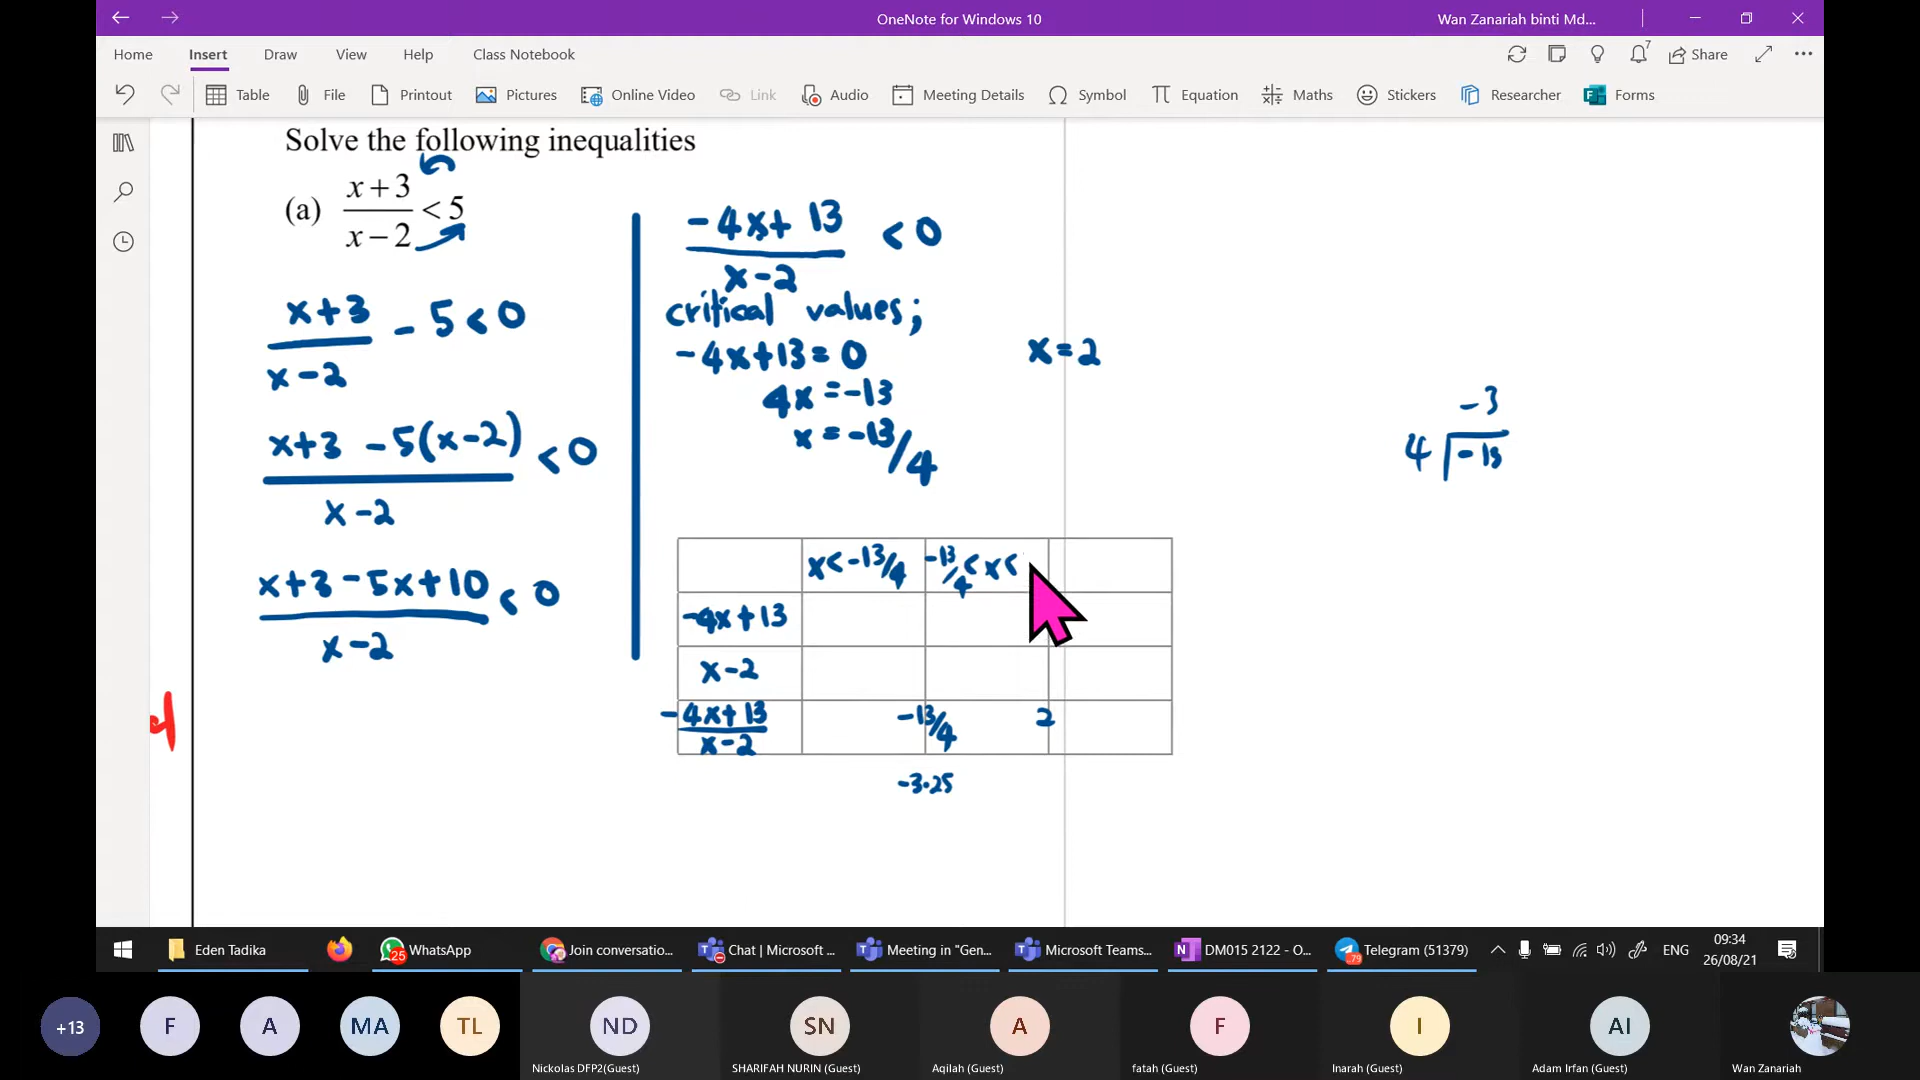 OneNote for Windows 10
Wan Zanariah binti Md...
Home Insert Draw View Help Class Notebook
7
Share
Table File Printout Pictures Online Video Link Audio Meeting Details Symbol Equation Maths Stickers Researcher Forms
Solve the following inequalities
(a) x+3/x−2 < 5
x+3/x-2 - 5 < 0
x+3 -5(x-2)/x-2 < 0
x+3-5x+10/x-2 < 0
-4x+13/x-2 < 0
critical values;
-4x+13 = 0
x=2
4x = -13
x = -13/4
-3
4 -13
x < -13/4 -13/4 < x <
-4x+13
x-2
-4x+13/x-2 -13/4 2
-3.25
Eden Tadika
25
WhatsApp
Join conversatio...
Chat | Microsoft ...
Meeting in "Gen...
Microsoft Teams...
DM015 2122 - O...
79
Telegram (51379)
ENG
09:34
26/08/21
+13 F A MA TL ND SN A F I AI
Nickolas DFP2(Guest)
SHARIFAH NURIN (Guest)
Aqilah (Guest)
fatah (Guest)
Inarah (Guest)
Adam Irfan (Guest)
Wan Zanariah